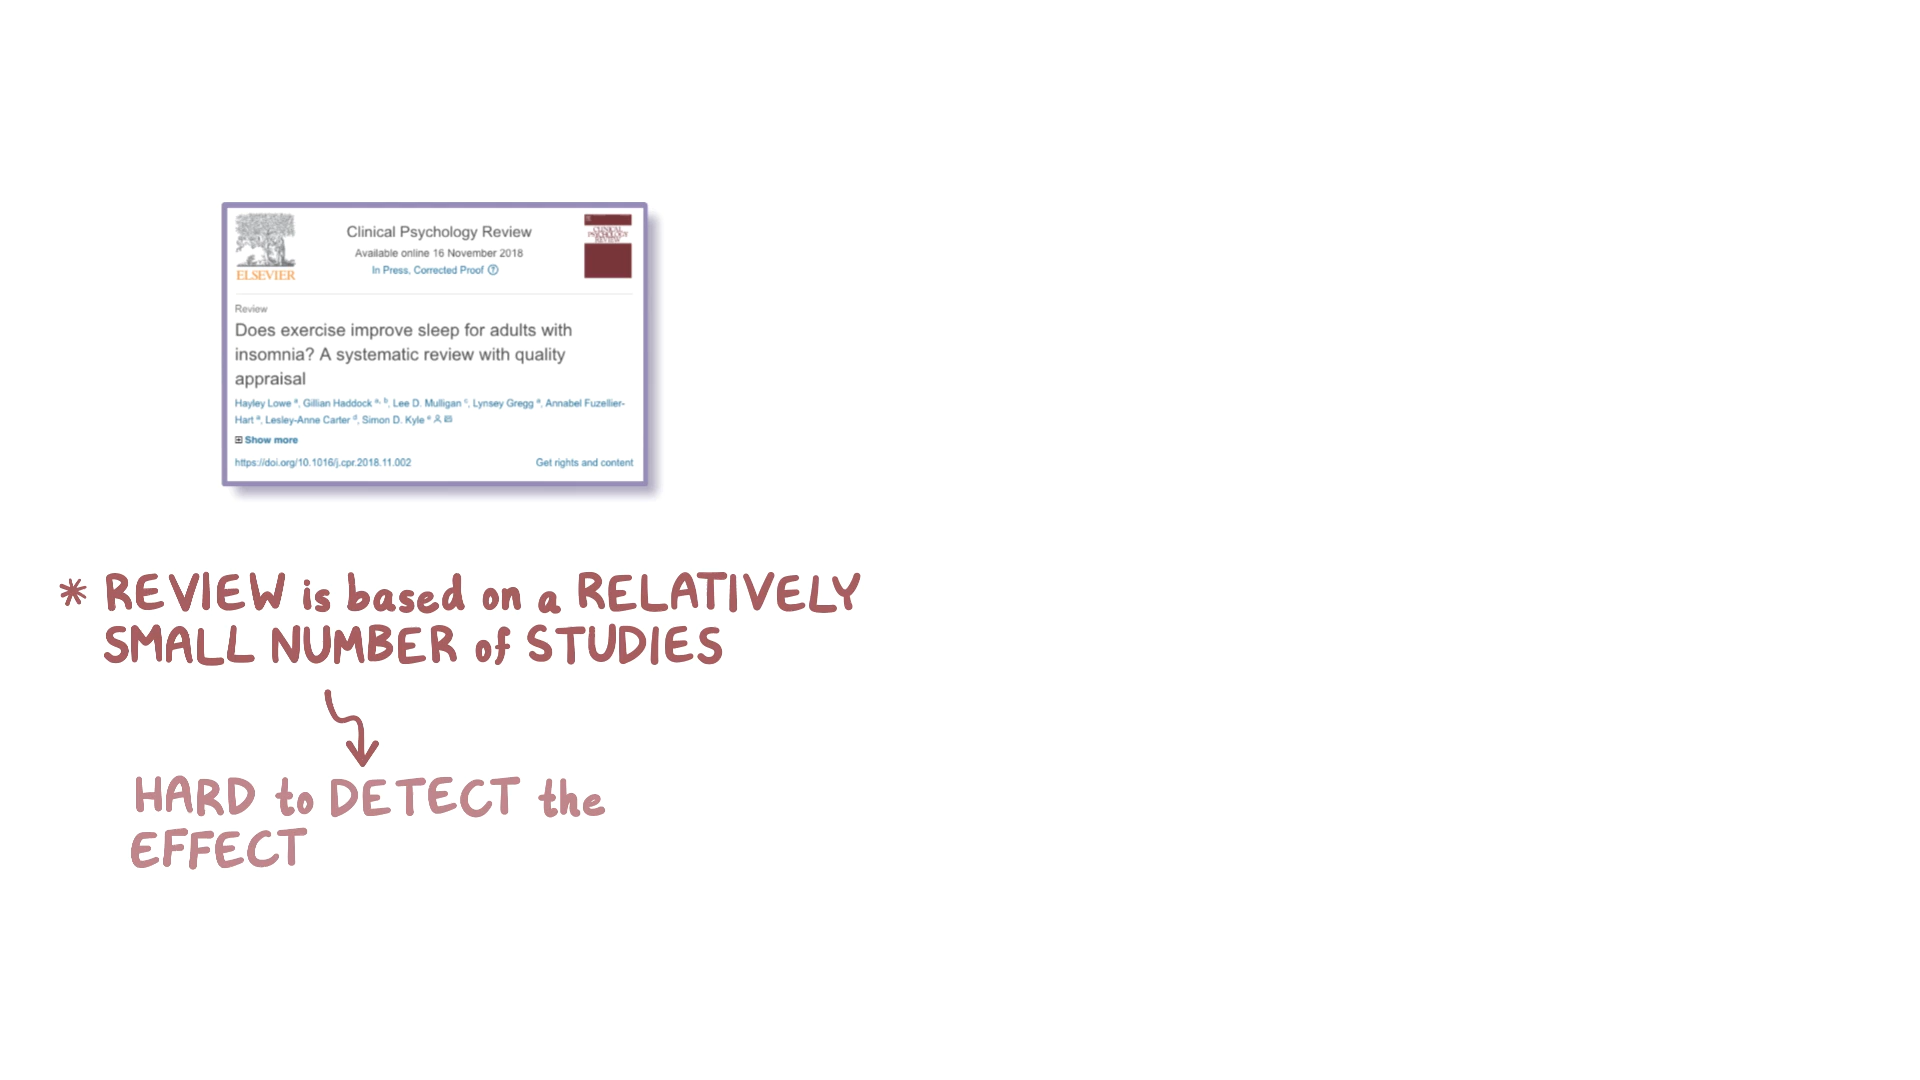 ELSEVIER
Clinical Psychology Review
Available online 16 November 2018
In Press, Corrected Proof ?
CLINICAL
PSYCHOLOGY
REVIEW
Review
Does exercise improve sleep for adults with
insomnia? A systematic review with quality
appraisal
Hayley Lowe a, Gillian Haddock a, b, Lee D. Mulligan c, Lynsey Gregg a, Annabel Fuzellier-
Hart a, Lesley-Anne Carter d, Simon D. Kyle e
Show more
https://doi.org/10.1016/j.cpr.2018.11.002
Get rights and content
* REVIEW is based on a RELATIVELY
SMALL NUMBER of STUDIES
HARD to DETECT the
EFFECT